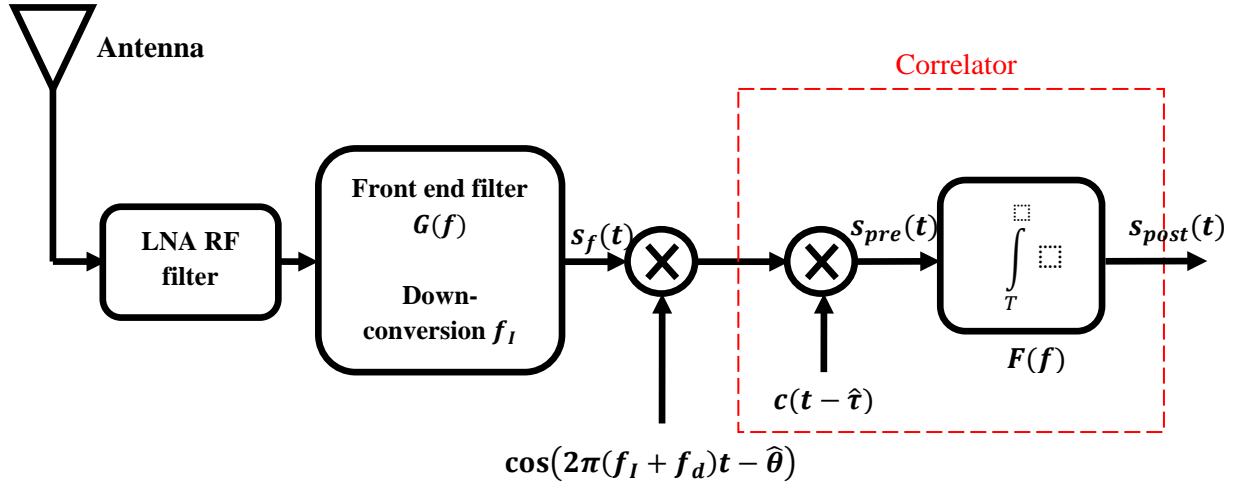 Antenna
Correlator
LNA RF
filter
Front end filter
G(f)
Down-
conversion f_I
s_f(t)
s_pre(t)
∫
T
F(f)
s_post(t)
c(t − τ̂)
cos(2π(f_I + f_d)t − θ̂)